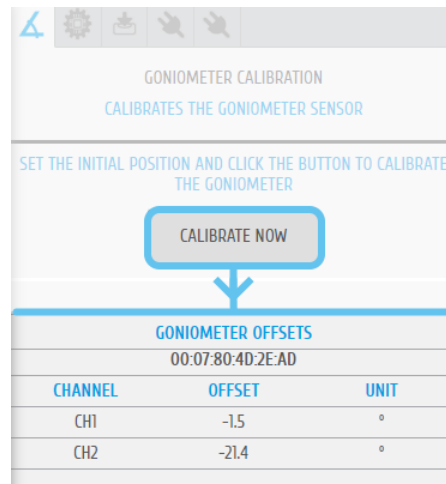 GONIOMETER CALIBRATION
CALIBRATES THE GONIOMETER SENSOR
SET THE INITIAL POSITION AND CLICK THE BUTTON TO CALIBRATE
THE GONIOMETER
CALIBRATE NOW
GONIOMETER OFFSETS
00:07:80:4D:2E:AD
CHANNEL OFFSET UNIT
CH1 -1.5 °
CH2 -21.4 °